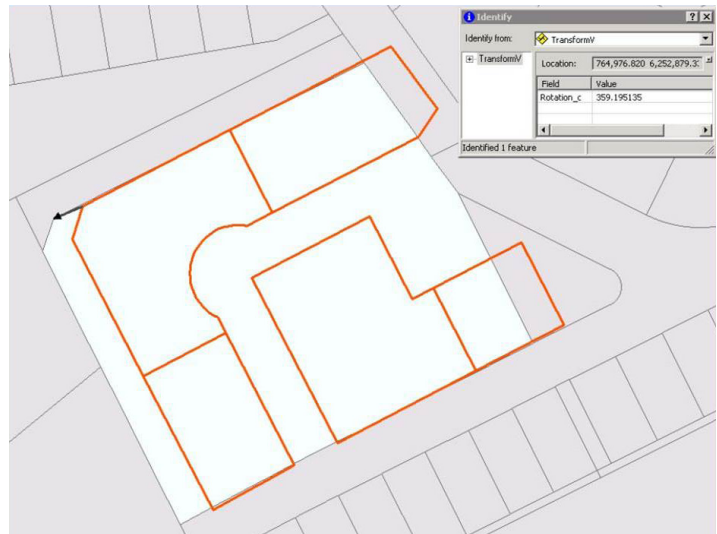 Identify
Identify from: TransformV
TransformV
Location: 764,976.820 6,252,879.3
Field Value
Rotation_c 359.195135
Identified 1 feature